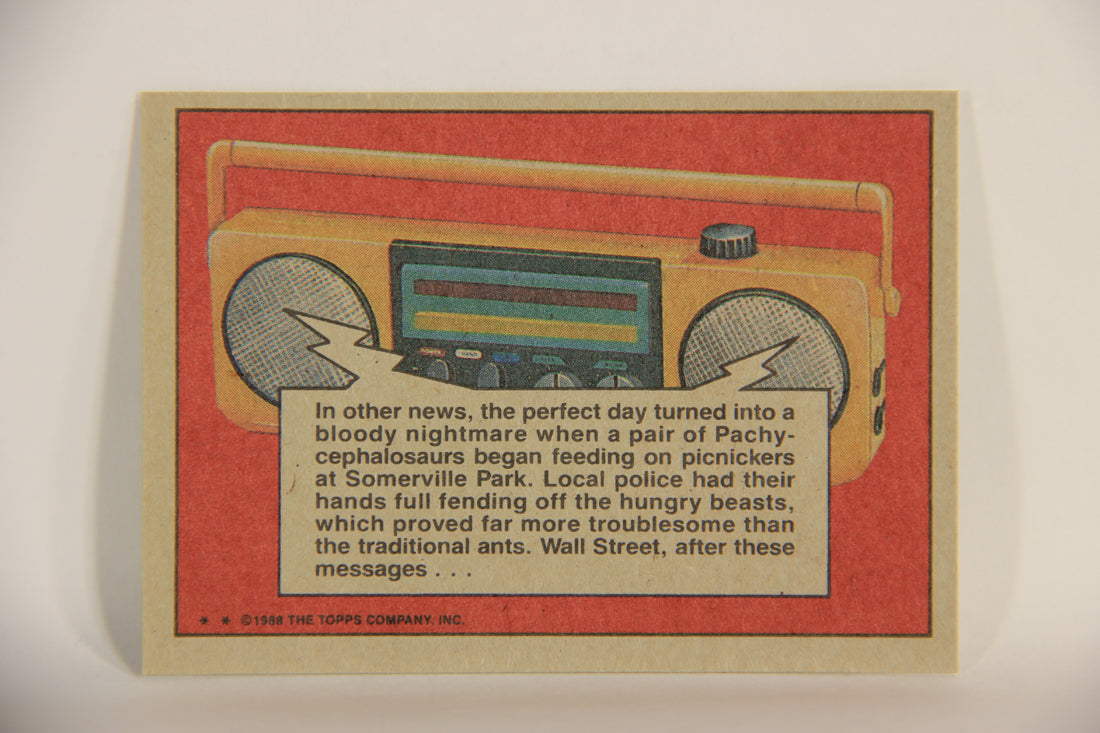 In other news, the perfect day turned into a
bloody nightmare when a pair of Pachy-
cephalosaurs began feeding on picnickers
at Somerville Park. Local police had their
hands full fending off the hungry beasts,
which proved far more troublesome than
the traditional ants. Wall Street, after these
messages . . .
* * ©1988 THE TOPPS COMPANY, INC.